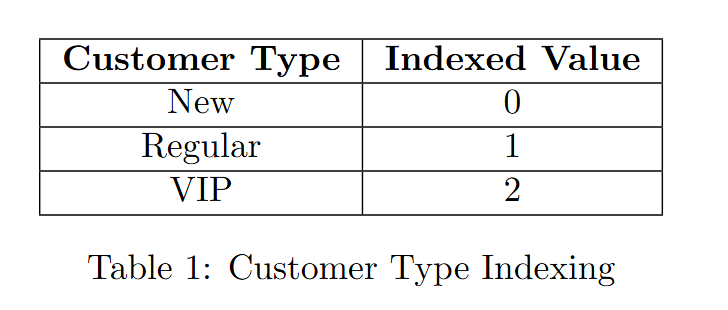 Customer Type Indexed Value
New 0
Regular 1
VIP 2
Table 1: Customer Type Indexing